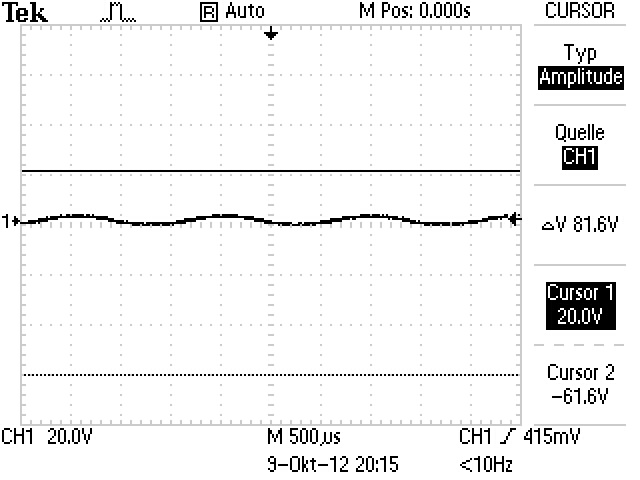 Tek R Auto M Pos: 0.000s CURSOR
Typ
Amplitude
Quelle
CH1
1
△V 81.6V
Cursor 1
20.0V
Cursor 2
-61.6V
CH1 20.0V M 500µs CH1 415mV
9-Okt-12 20:15 <10Hz